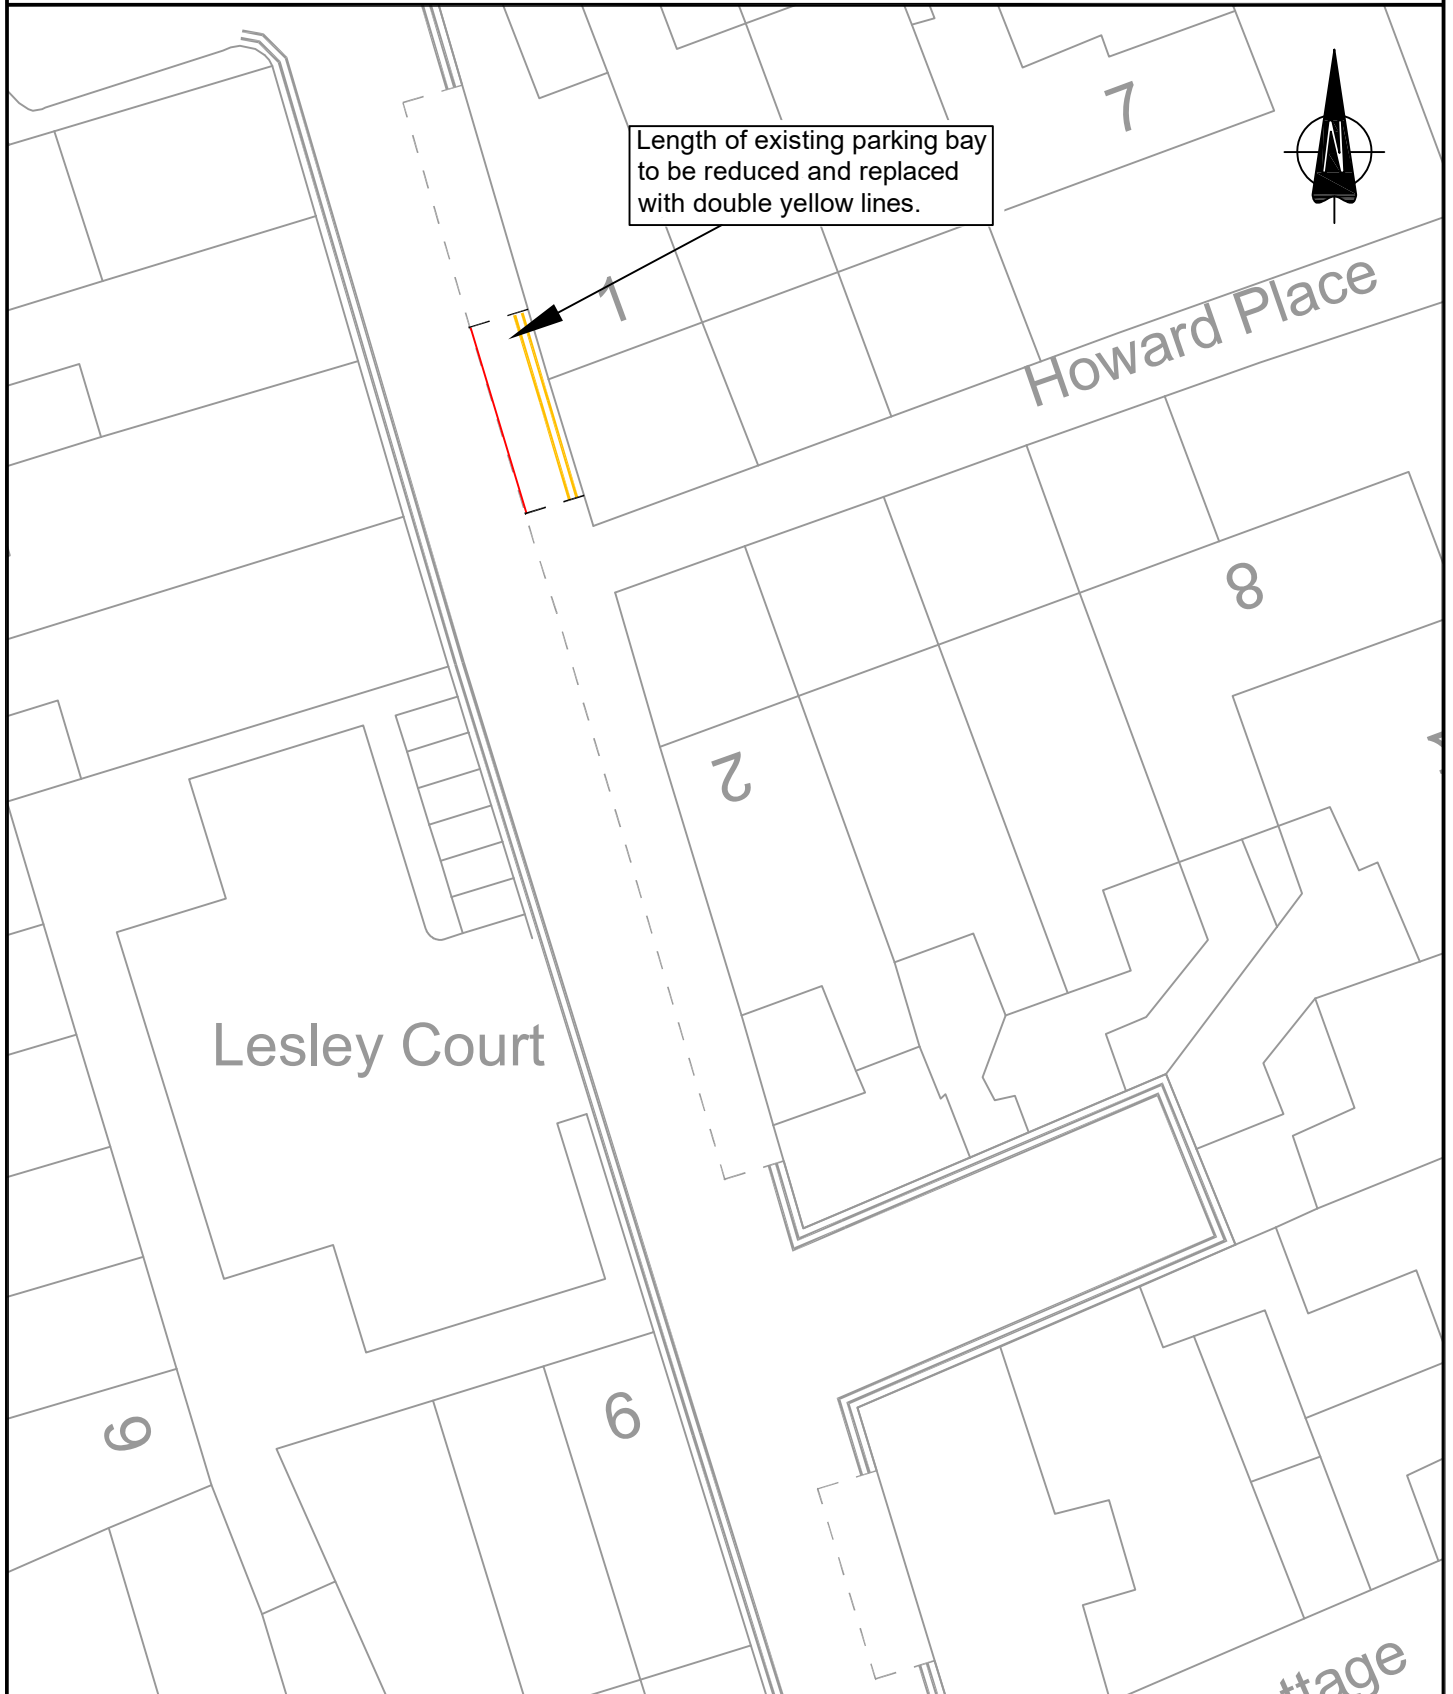 7
N
Length of existing parking bay
to be reduced and replaced
with double yellow lines.
1
Howard Place
8
2
Lesley Court
9
6